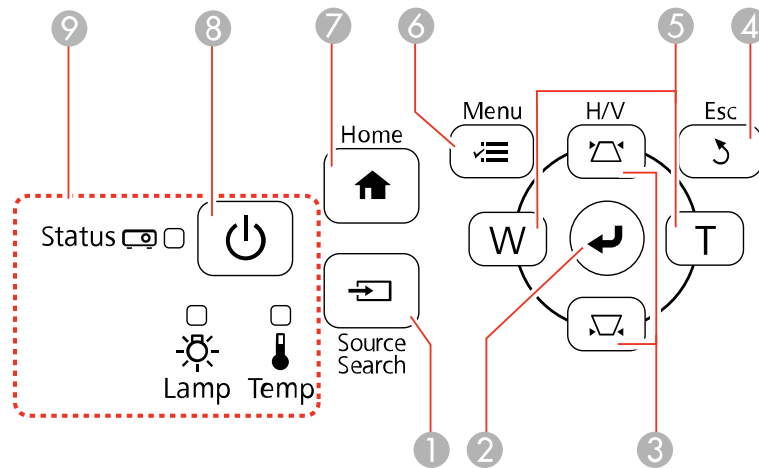 9 8 7 6 5 4
Menu H/V Esc
Home
W T
Status
Source
Search
Lamp Temp
1 2 3